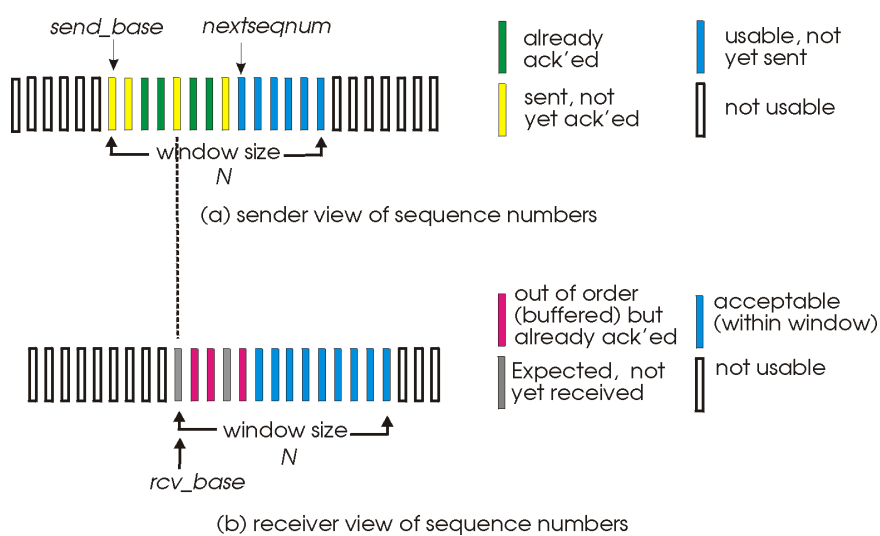 send_base
nextseqnum
already
ack'ed
usable, not
yet sent
sent, not
yet ack'ed
not usable
window size
N
(a) sender view of sequence numbers
out of order
(buffered) but
already ack'ed
acceptable
(within window)
Expected, not
yet received
not usable
window size
N
rcv_base
(b) receiver view of sequence numbers